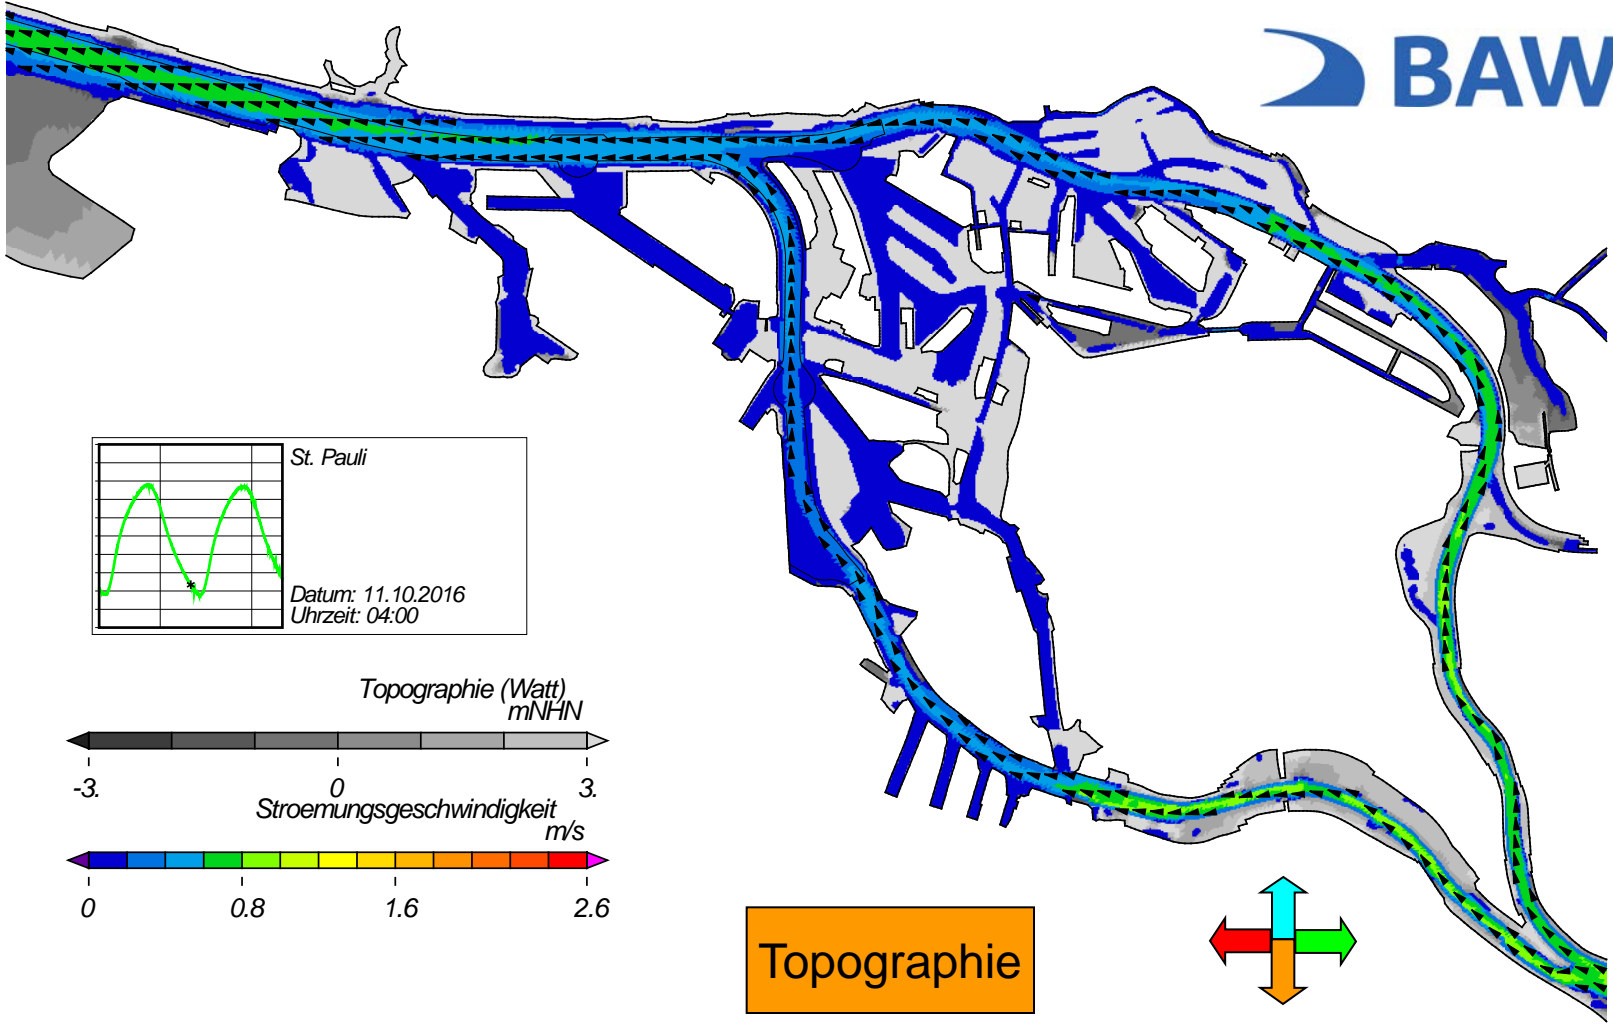 BAW
St. Pauli
Datum: 11.10.2016
Uhrzeit: 04:00
Topographie (Watt)
mNHN
-3. 0 3.
Stroemungsgeschwindigkeit
m/s
0 0.8 1.6 2.6
Topographie